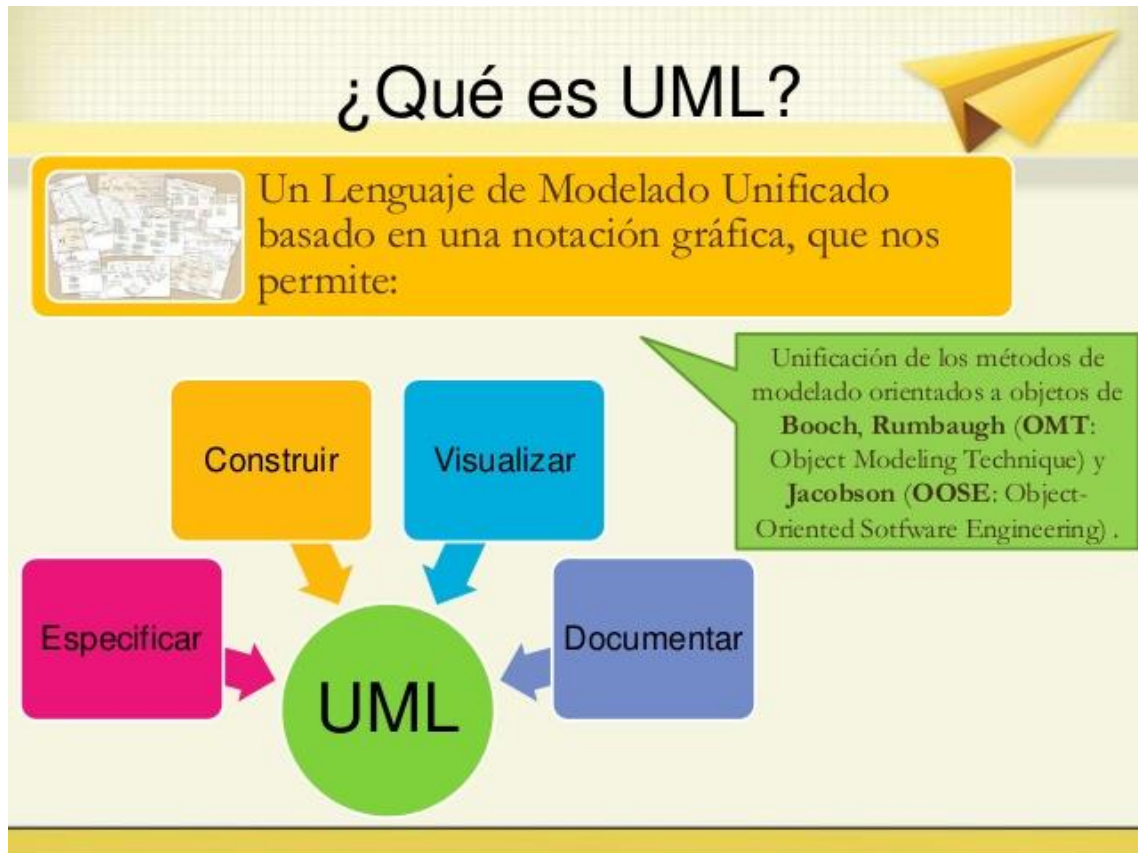 ¿Qué es UML?
Un Lenguaje de Modelado Unificado
basado en una notación gráfica, que nos
permite:
Unificación de los métodos de
modelado orientados a objetos de
Booch, Rumbaugh (OMT:
Object Modeling Technique) y
Jacobson (OOSE: Object-
Oriented Sotfware Engineering) .
Construir
Visualizar
Especificar
Documentar
UML